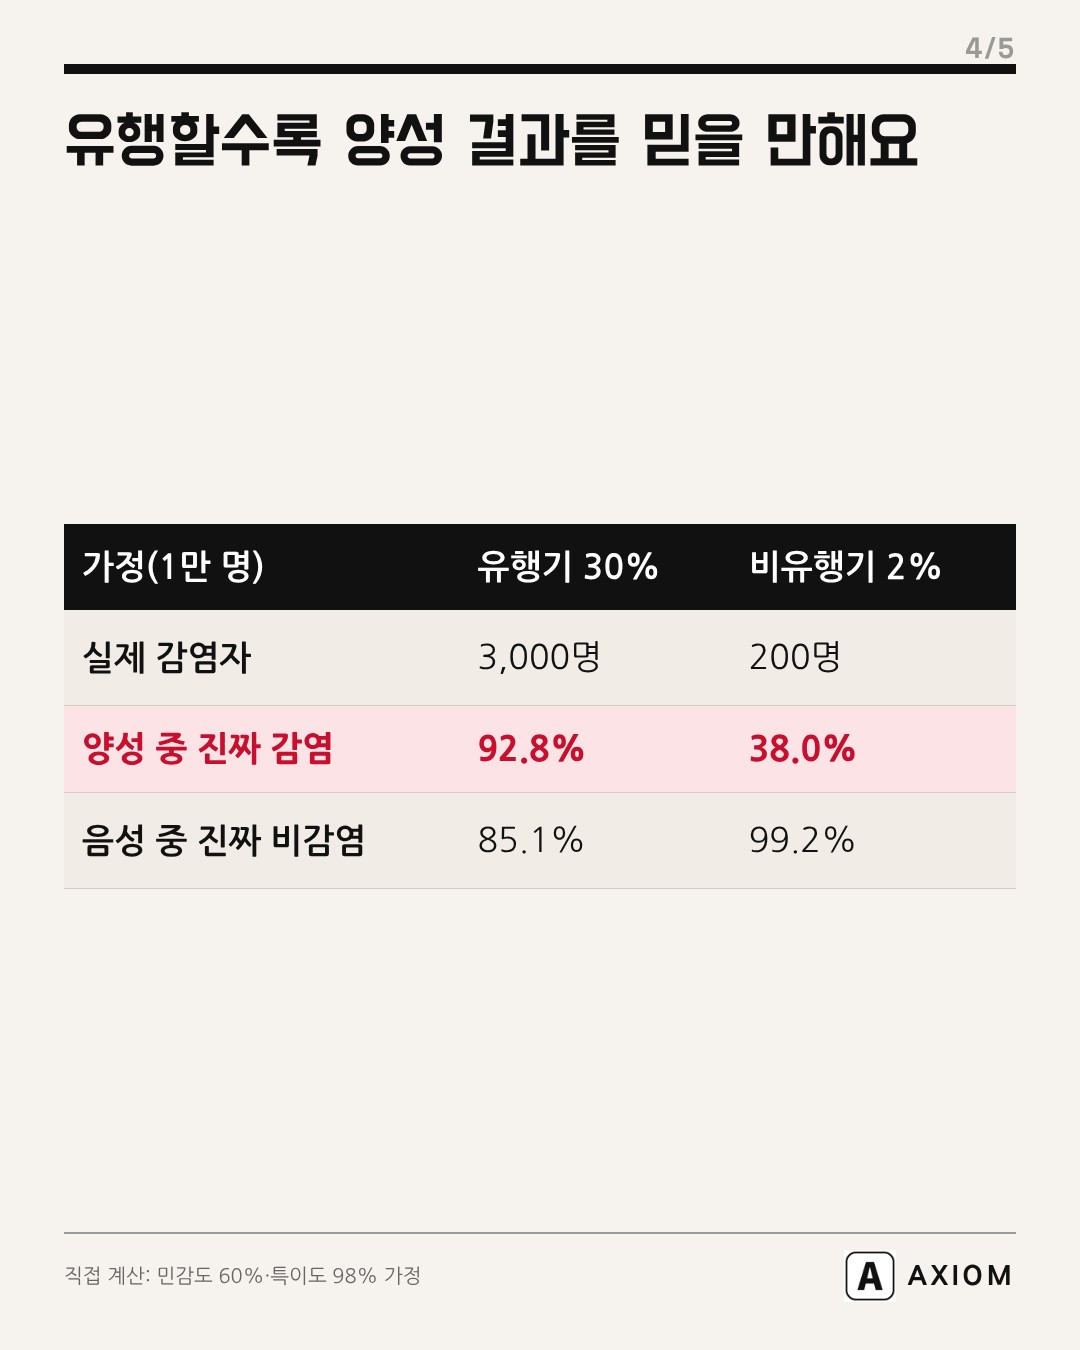 4/5
유행할수록 양성 결과를 믿을 만해요
가정(1만 명) 유행기 30% 비유행기 2%
실제 감염자 3,000명 200명
양성 중 진짜 감염 92.8% 38.0%
음성 중 진짜 비감염 85.1% 99.2%
직접 계산: 민감도 60%·특이도 98% 가정
A AXIOM